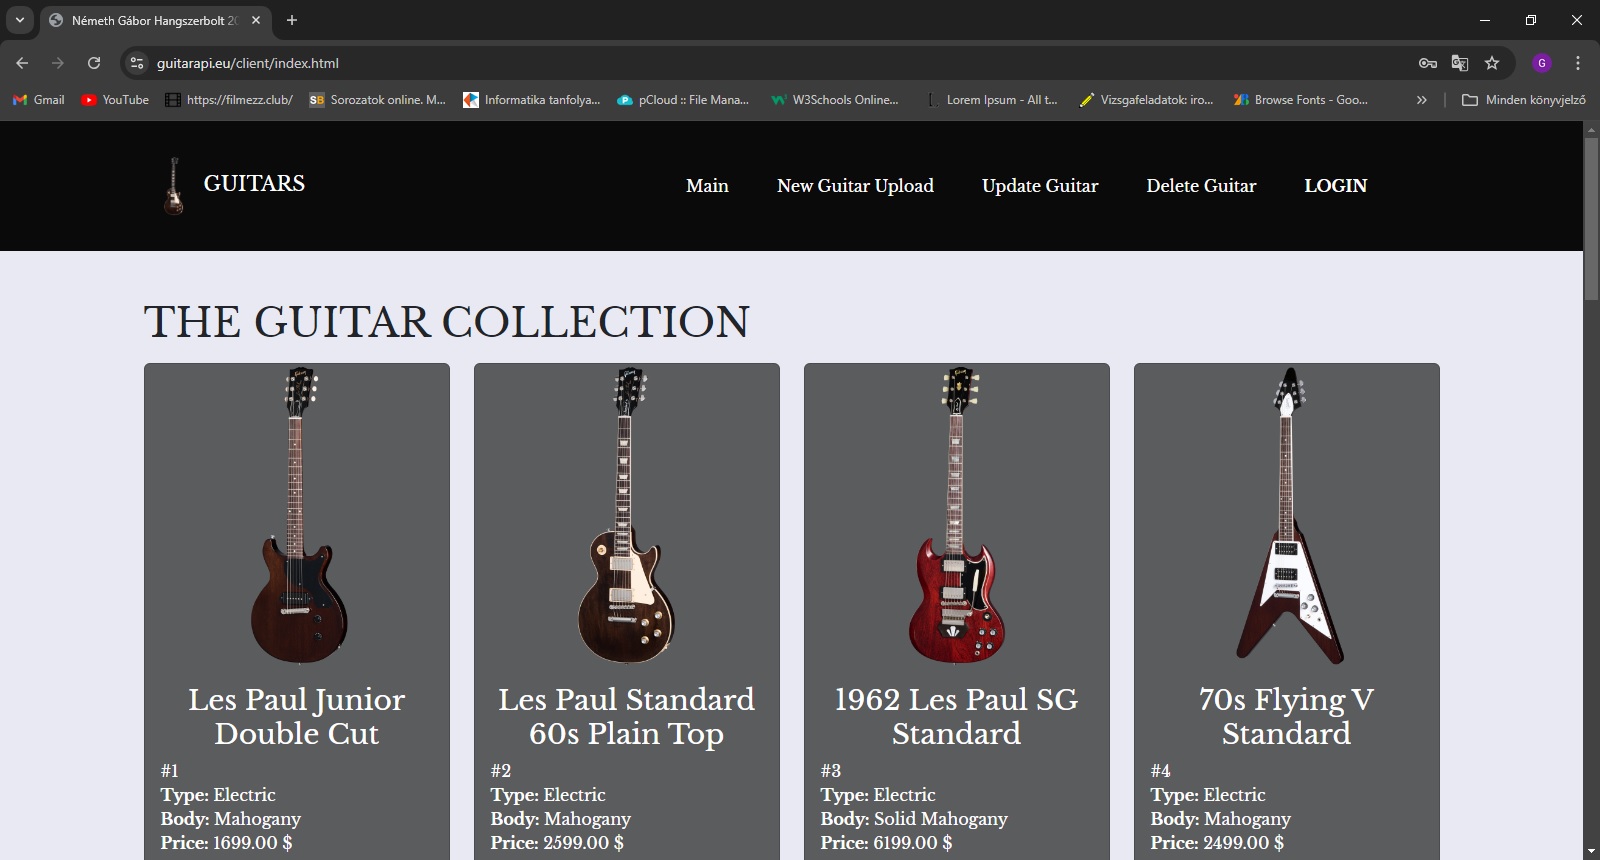 Németh Gábor Hangszerbolt 20
guitarapi.eu/client/index.html
G
Gmail
YouTube
https://filmezz.club/
SB Sorozatok online. M...
Informatika tanfolya...
pCloud :: File Mana...
W3Schools Online...
Lorem Ipsum - All t...
Vizsgafeladatok: iro...
Browse Fonts - Goo...
Minden könyvjelző
GUITARS
Main
New Guitar Upload
Update Guitar
Delete Guitar
LOGIN
THE GUITAR COLLECTION
Les Paul Junior
Double Cut
#1
Type: Electric
Body: Mahogany
Price: 1699.00 $
Les Paul Standard
60s Plain Top
#2
Type: Electric
Body: Mahogany
Price: 2599.00 $
1962 Les Paul SG
Standard
#3
Type: Electric
Body: Solid Mahogany
Price: 6199.00 $
70s Flying V
Standard
#4
Type: Electric
Body: Mahogany
Price: 2499.00 $